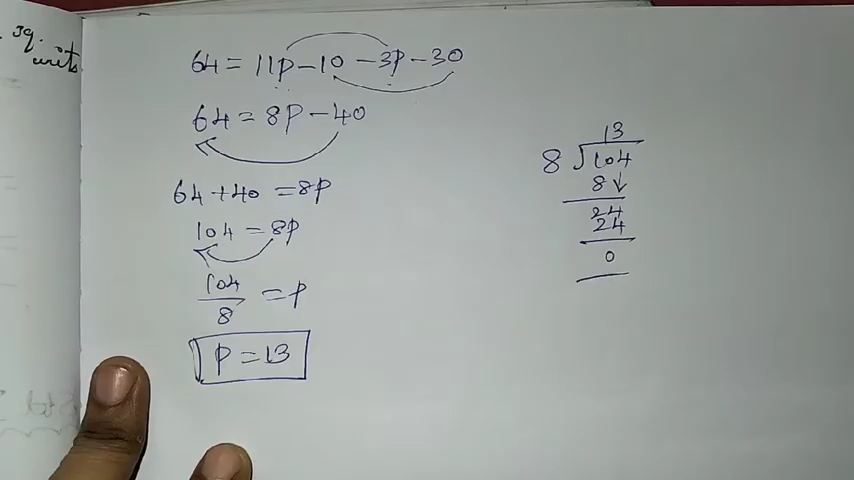 sq.
units
64 = 11p - 10 - 3p - 30
64 = 8p - 40
64 + 40 = 8p
104 = 8p
104/8 = p
p = 13
13
8 104
8
24
24
0